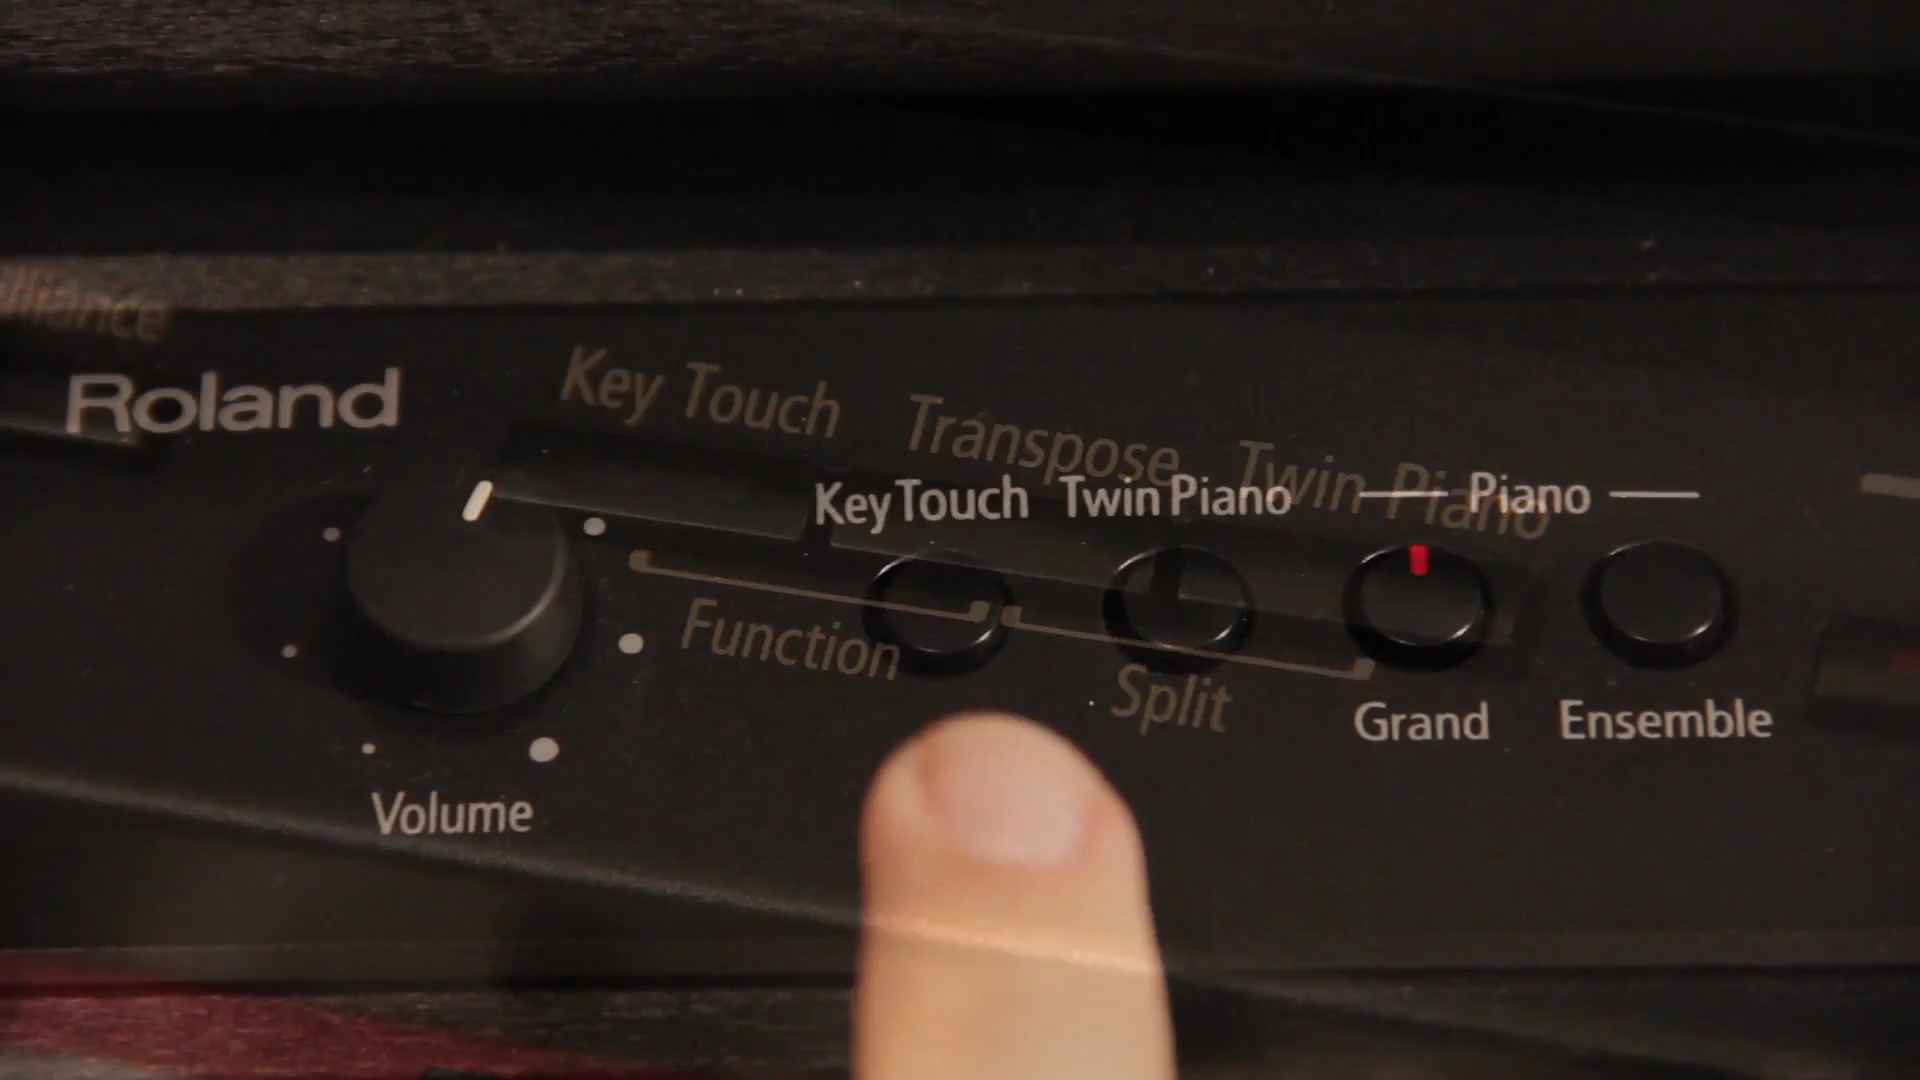 Roland
Key Touch Transpose Twin Piano
Key Touch Twin Piano Piano
Function
Split
Grand Ensemble
Volume